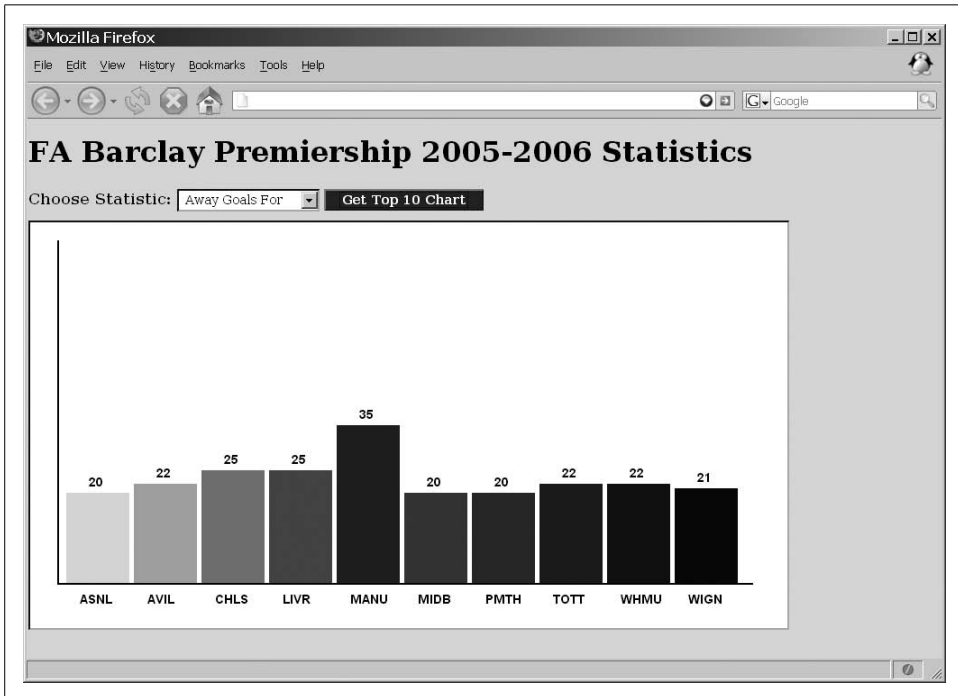 Mozilla Firefox
File Edit View History Bookmarks Tools Help
G Google
FA Barclay Premiership 2005-2006 Statistics
Choose Statistic: Away Goals For Get Top 10 Chart
35
25 25
20 22 20 20 22 22 21
ASNL AVIL CHLS LIVR MANU MIDB PMTH TOTT WHMU WIGN